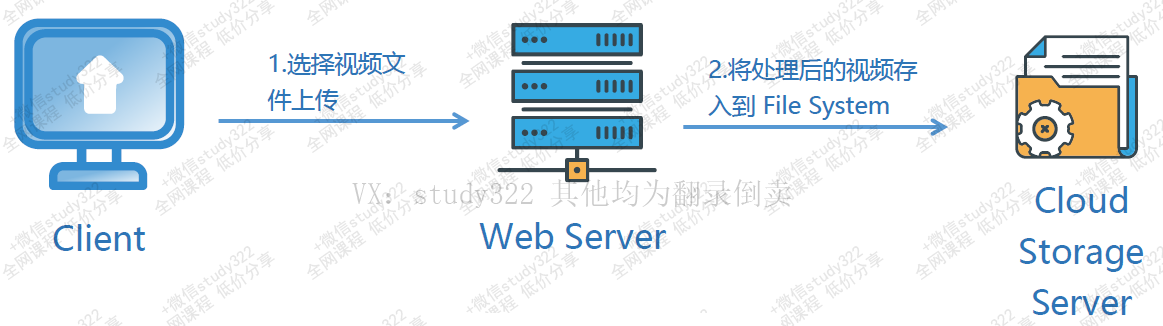 1.选择视频文
件上传
2.将处理后的视频存
入到 File System
VX: study322 其他均为翻录倒卖
Client
Web Server
Cloud
Storage
Server
+微信study322
全网课程 低价分享